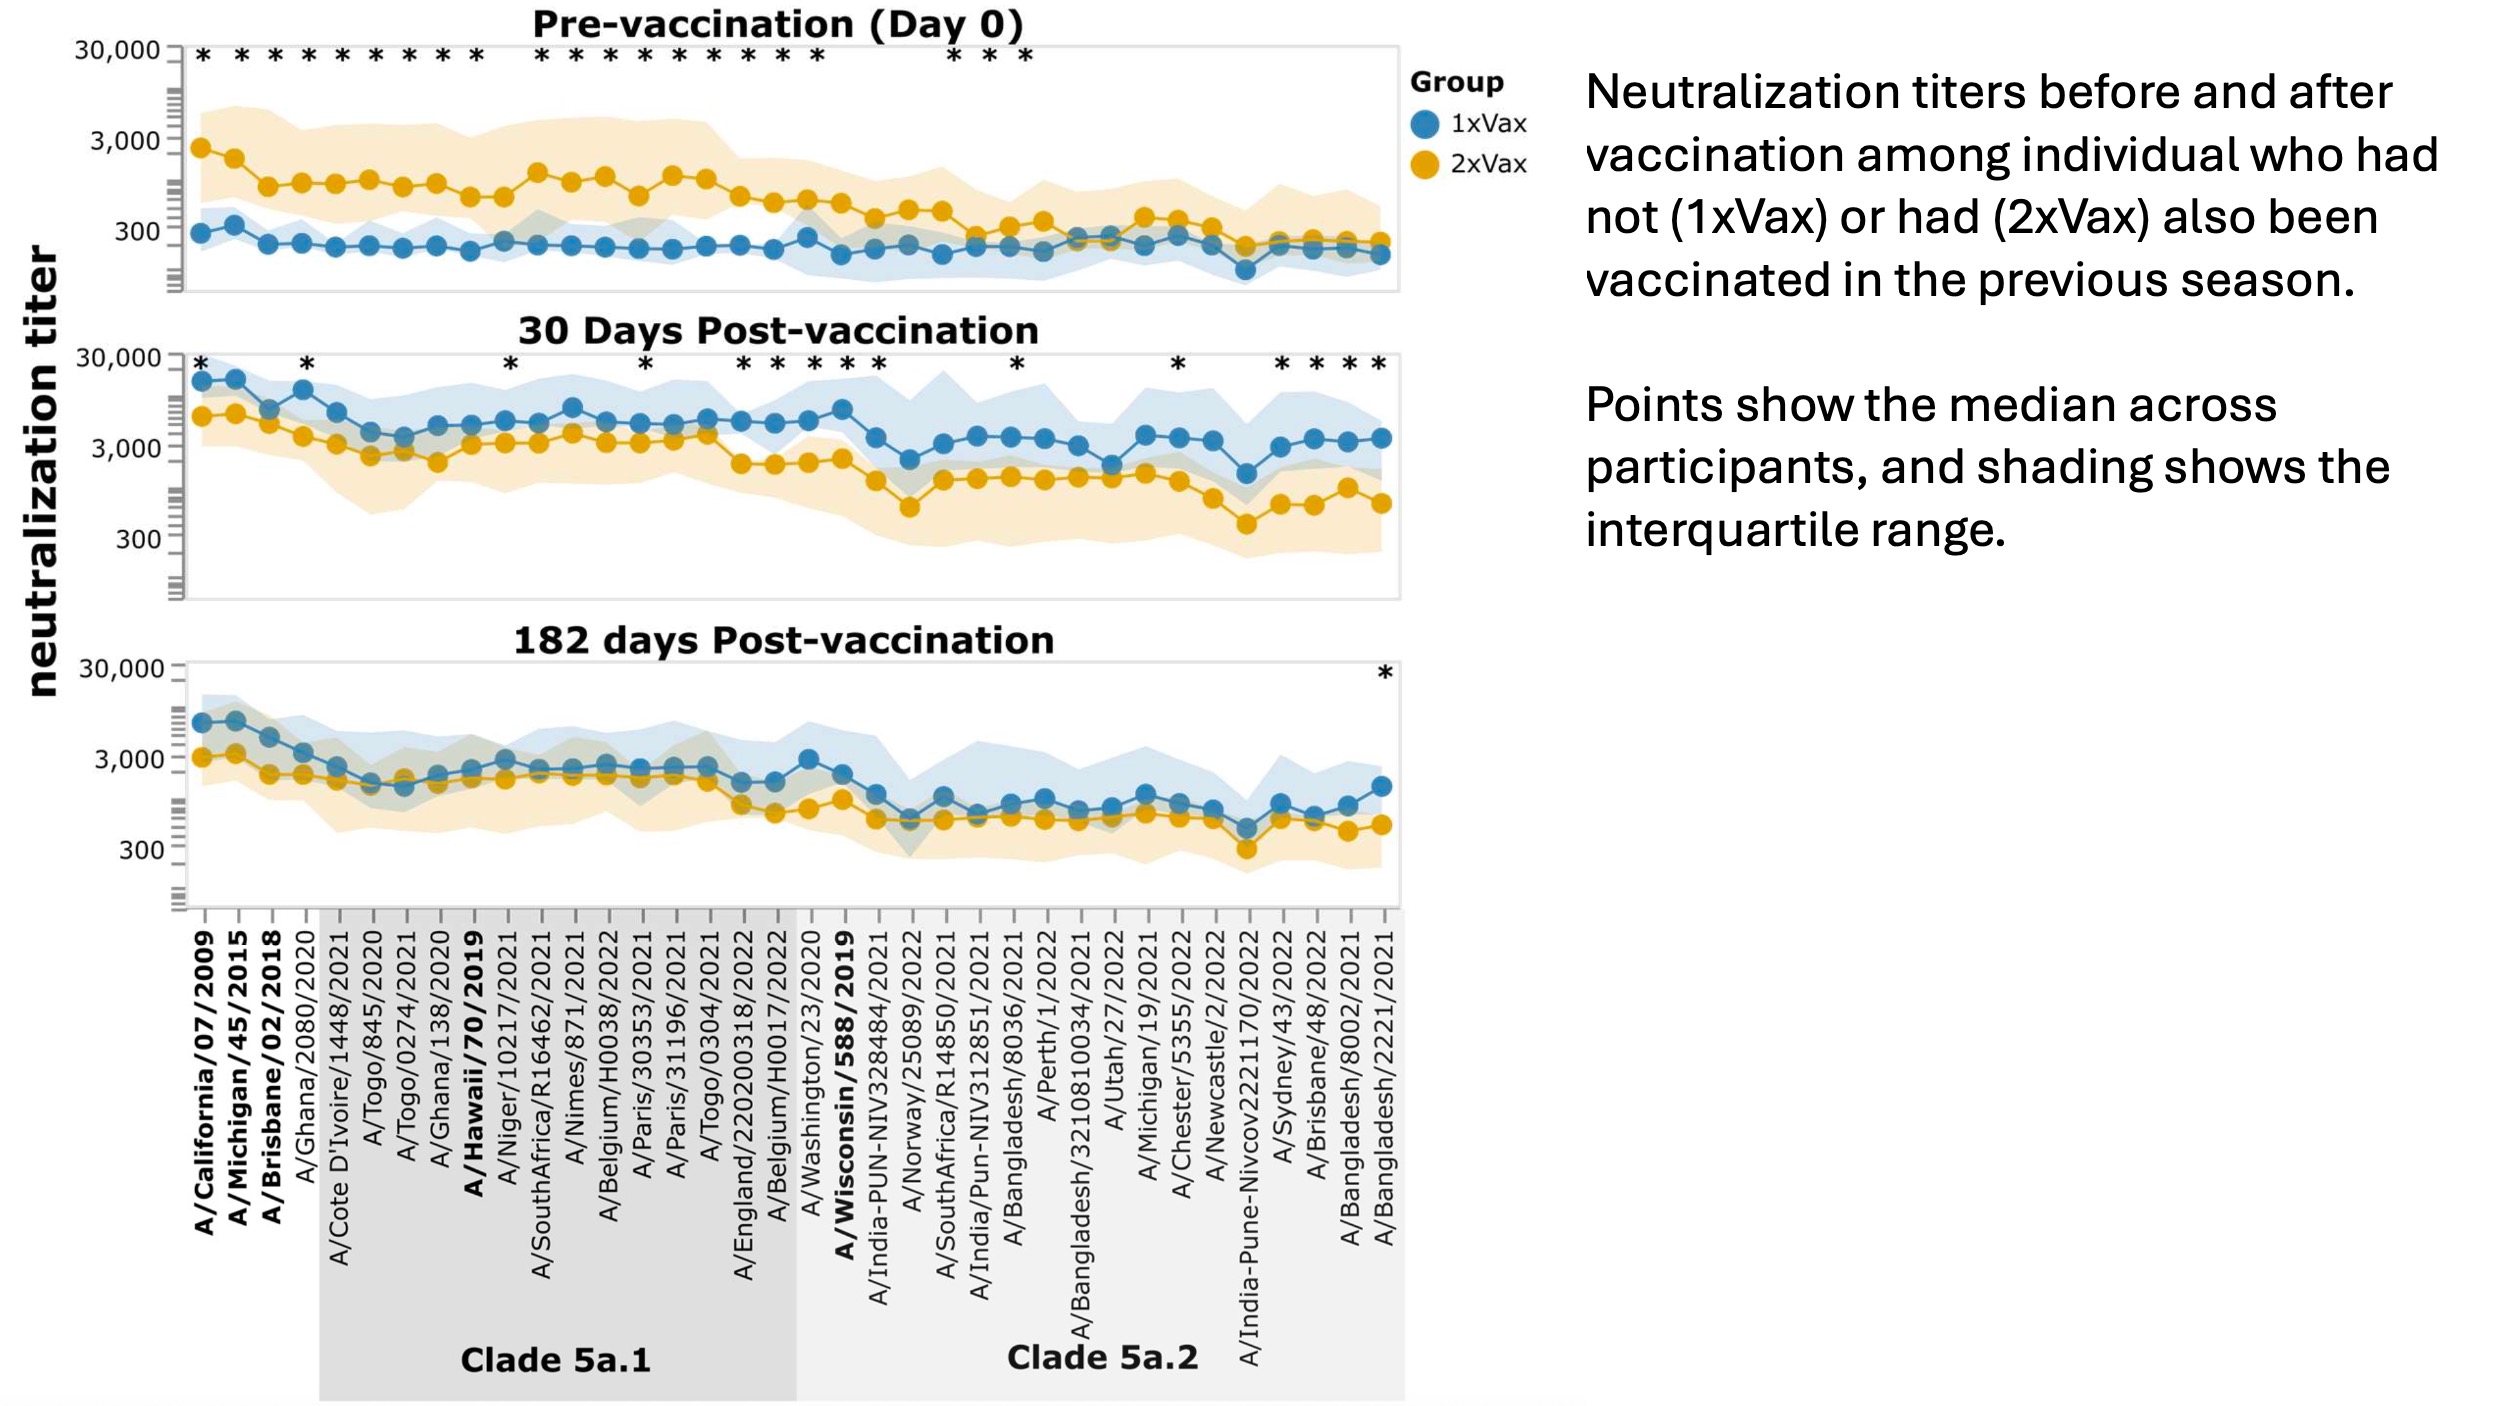 Pre-vaccination (Day 0)
30,000
3,000
300
* * * * * * * * * * * * * * * * * * * * *
Group
1xVax
2xVax
Neutralization titers before and after
vaccination among individual who had
not (1xVax) or had (2xVax) also been
vaccinated in the previous season.
Points show the median across
participants, and shading shows the
interquartile range.
neutralization titer
30 Days Post-vaccination
30,000
3,000
300
* * * * * * * * * * * * * * *
182 days Post-vaccination
30,000
3,000
300
*
A/California/07/2009
A/Michigan/45/2015
A/Brisbane/02/2018
A/Ghana/2080/2020
A/Cote D'Ivoire/1448/2021
A/Togo/845/2020
A/Togo/0274/2021
A/Ghana/138/2020
A/Hawaii/70/2019
A/Niger/10217/2021
A/SouthAfrica/R16462/2021
A/Nimes/871/2021
A/Belgium/H0038/2022
A/Paris/30353/2021
A/Paris/31196/2021
A/Togo/0304/2021
A/England/220200318/2022
A/Belgium/H0017/2022
A/Washington/23/2020
A/Wisconsin/588/2019
A/India-PUN-NIV328484/2021
A/Norway/25089/2022
A/SouthAfrica/R14850/2021
A/India/Pun-NIV312851/2021
A/Bangladesh/8036/2021
A/Perth/1/2022
A/Bangladesh/3210810034/2021
A/Utah/27/2022
A/Michigan/19/2021
A/Chester/5355/2022
A/Newcastle/2/2022
A/India-Pune-Nivcov2221170/2022
A/Sydney/43/2022
A/Brisbane/48/2022
A/Bangladesh/8002/2021
A/Bangladesh/2221/2021
Clade 5a.1
Clade 5a.2